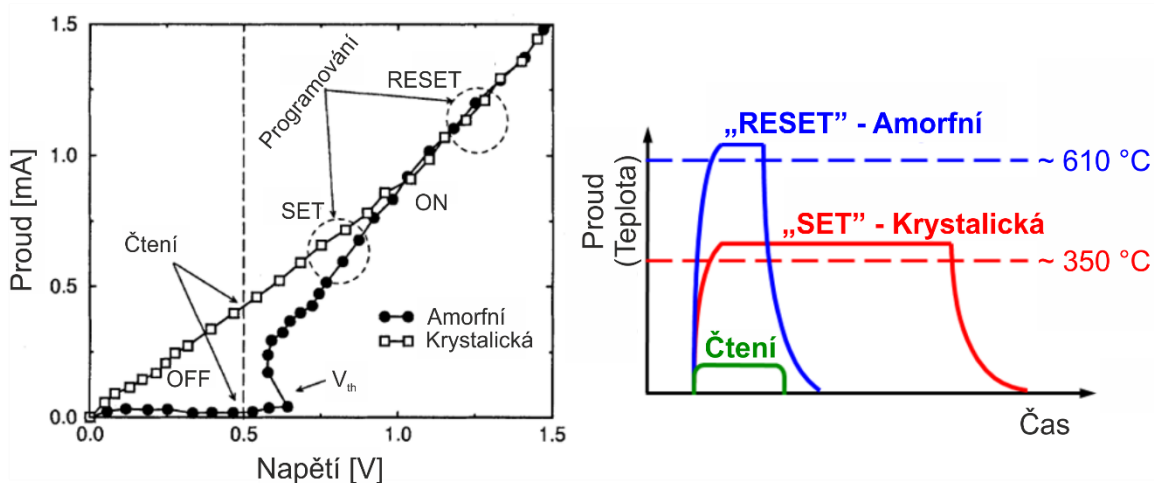 1.5
1.0
0.5
0.0
Proud [mA]
0.0
0.5
1.0
1.5
Napětí [V]
Programování
RESET
SET
ON
Čtení
OFF
V_th
Amorfní
Krystalická
„RESET” - Amorfní
~ 610 °C
„SET” - Krystalická
~ 350 °C
Čtení
Proud
(Teplota)
Čas